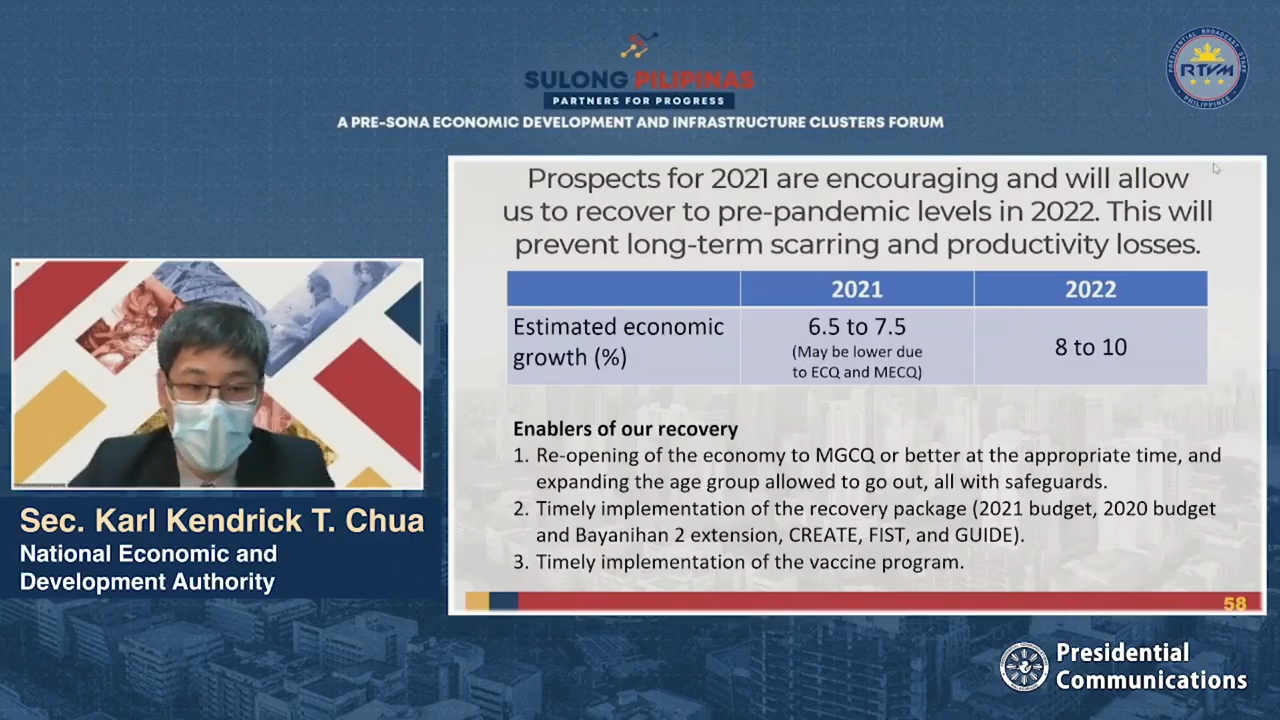 SULONG PILIPINAS
PARTNERS FOR PROGRESS
A PRE-SONA ECONOMIC DEVELOPMENT AND INFRASTRUCTURE CLUSTERS FORUM
PRESIDENTIAL BROADCAST STAFF
RTVM
PHILIPPINES
Prospects for 2021 are encouraging and will allow
us to recover to pre-pandemic levels in 2022. This will
prevent long-term scarring and productivity losses.
2021 2022
Estimated economic
growth (%)
6.5 to 7.5
(May be lower due
to ECQ and MECQ)
8 to 10
Enablers of our recovery
1. Re-opening of the economy to MGCQ or better at the appropriate time, and
expanding the age group allowed to go out, all with safeguards.
2. Timely implementation of the recovery package (2021 budget, 2020 budget
and Bayanihan 2 extension, CREATE, FIST, and GUIDE).
3. Timely implementation of the vaccine program.
58
Sec. Karl Kendrick T. Chua
National Economic and
Development Authority
Presidential
Communications